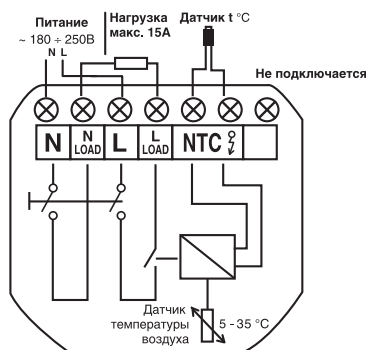 Питание
~ 180 ÷ 250В
N L
Нагрузка
макс. 15А
Датчик t °C
Не подключается
N
N
LOAD
L
L
LOAD
NTC
Датчик
температуры
воздуха
5 - 35 °C